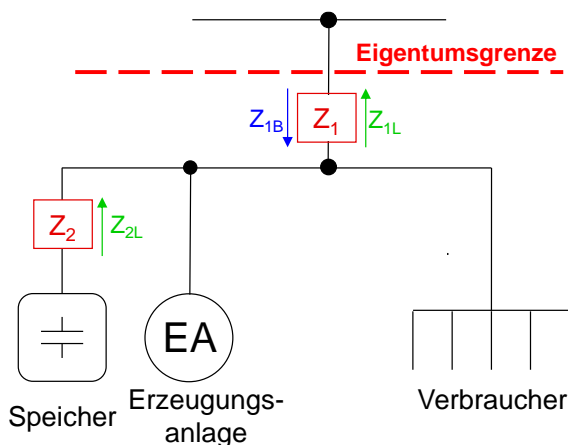 Eigentumsgrenze
Z1B
Z1
Z1L
Z2
Z2L
EA
Speicher
Erzeugungs-
anlage
Verbraucher